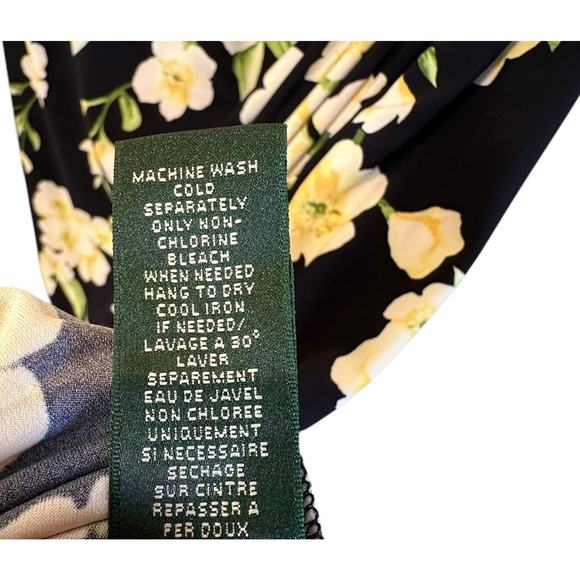 MACHINE WASH
COLD
SEPARATELY
ONLY NON-
CHLORINE
BLEACH
WHEN NEEDED
HANG TO DRY
COOL IRON
IF NEEDED/
LAVAGE A 30°
LAVER
SEPAREMENT
EAU DE JAVEL
NON CHLOREE
UNIQUEMENT
SI NECESSAIRE
SECHAGE
SUR CINTRE
REPASSER A
FER DOUX